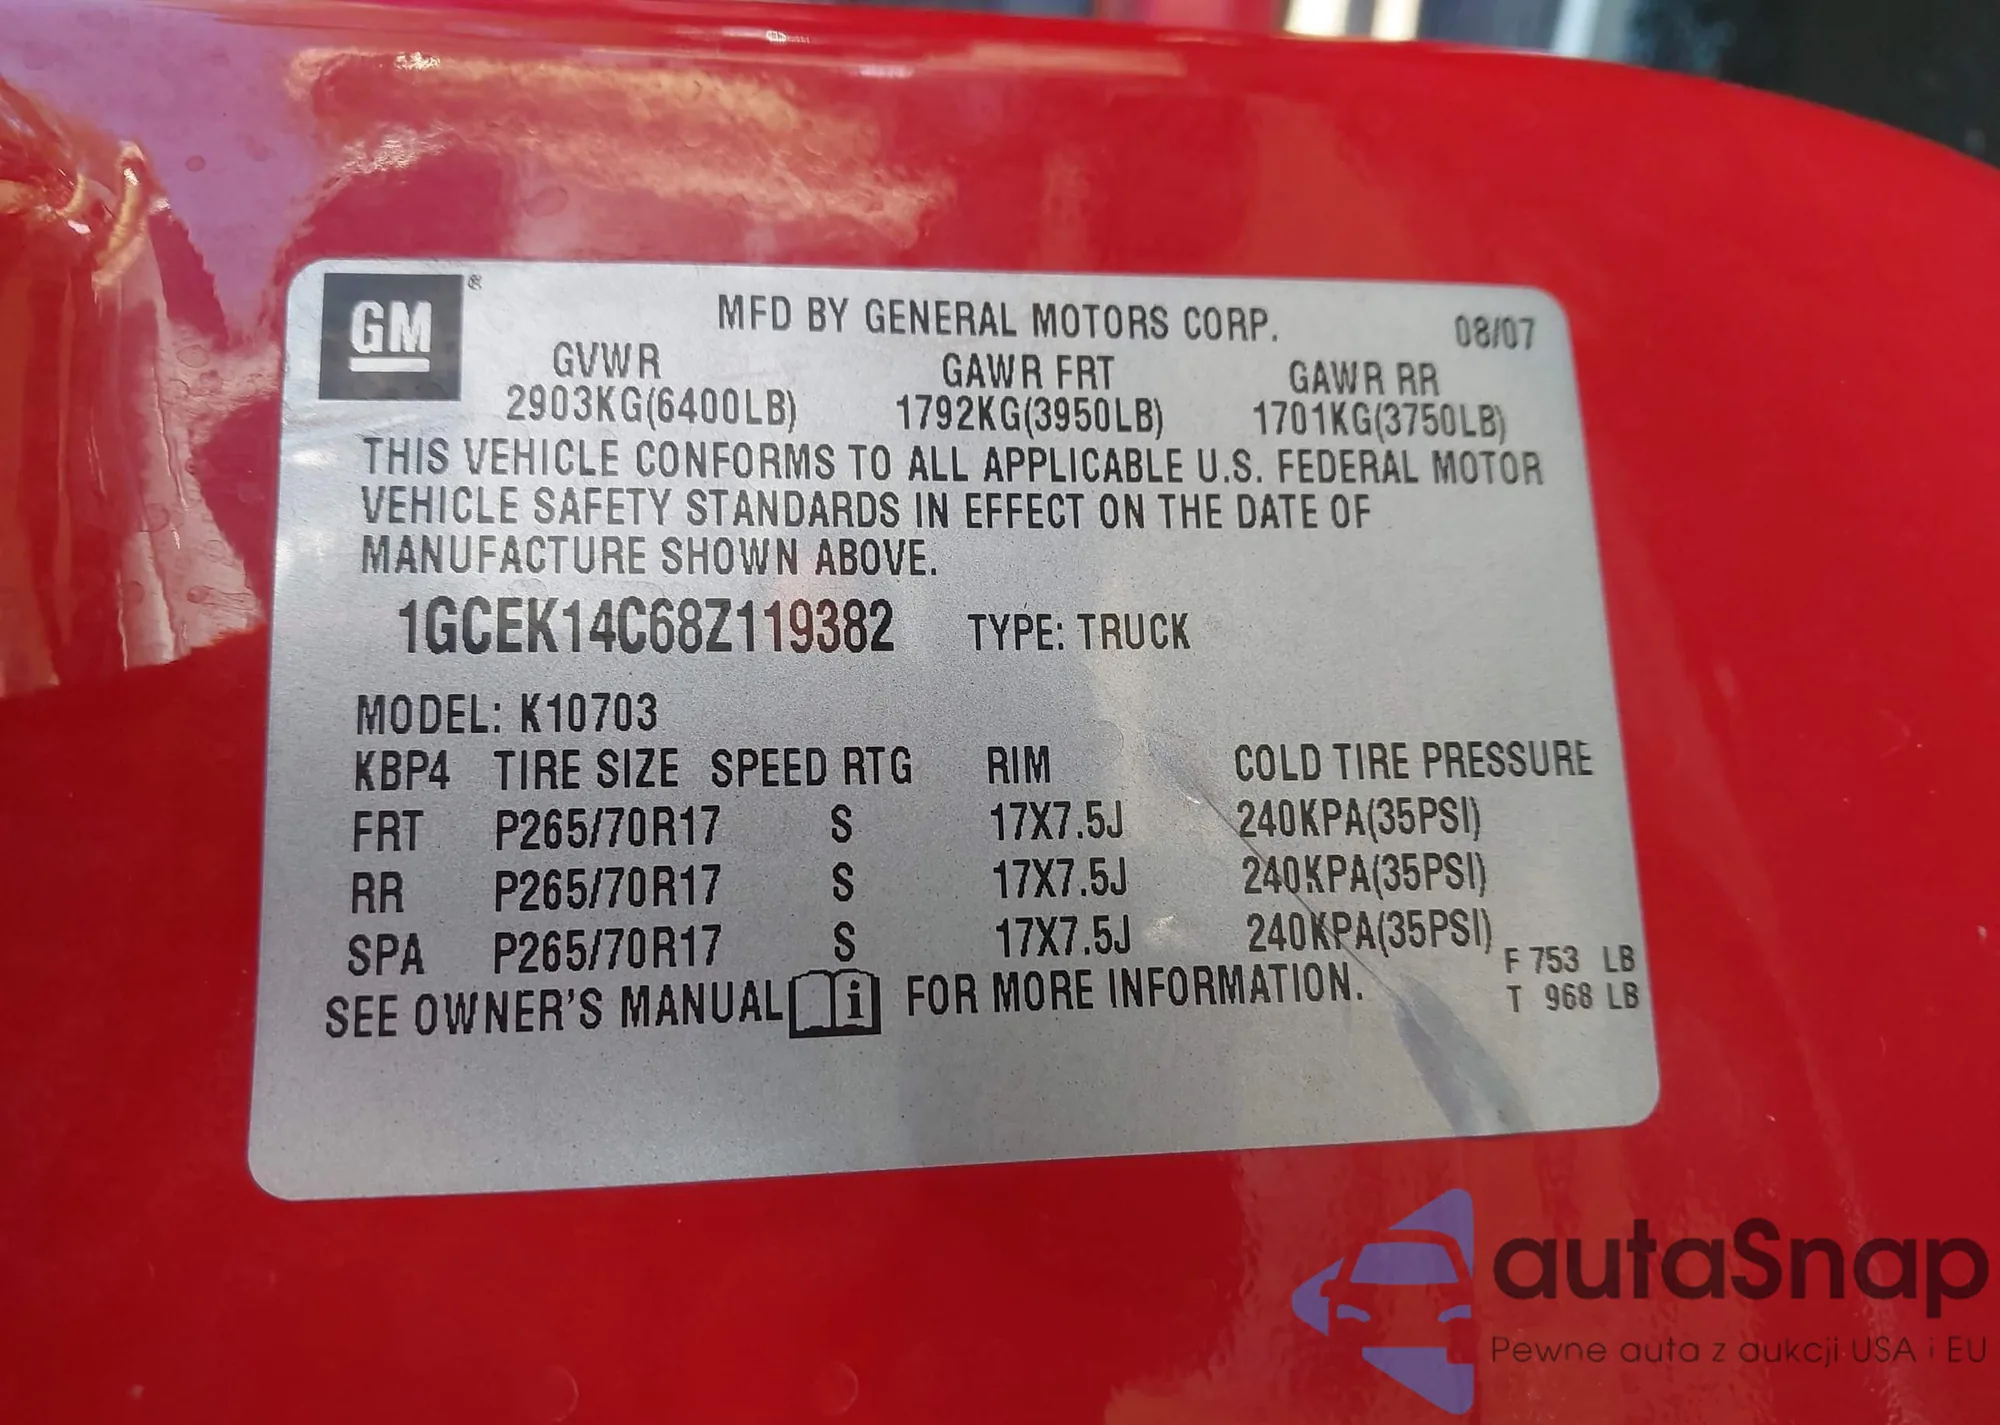 GM®
MFD BY GENERAL MOTORS CORP. 08/07
GVWR GAWR FRT GAWR RR
2903KG(6400LB) 1792KG(3950LB) 1701KG(3750LB)
THIS VEHICLE CONFORMS TO ALL APPLICABLE U.S. FEDERAL MOTOR
VEHICLE SAFETY STANDARDS IN EFFECT ON THE DATE OF
MANUFACTURE SHOWN ABOVE.
1GCEK14C68Z119382 TYPE: TRUCK
MODEL: K10703
KBP4 TIRE SIZE SPEED RTG RIM COLD TIRE PRESSURE
FRT P265/70R17 S 17X7.5J 240KPA(35PSI)
RR P265/70R17 S 17X7.5J 240KPA(35PSI)
SPA P265/70R17 S 17X7.5J 240KPA(35PSI)
F 753 LB
T 968 LB
SEE OWNER'S MANUAL i FOR MORE INFORMATION.
autaSnap
Pewne auta z aukcji USA i EU